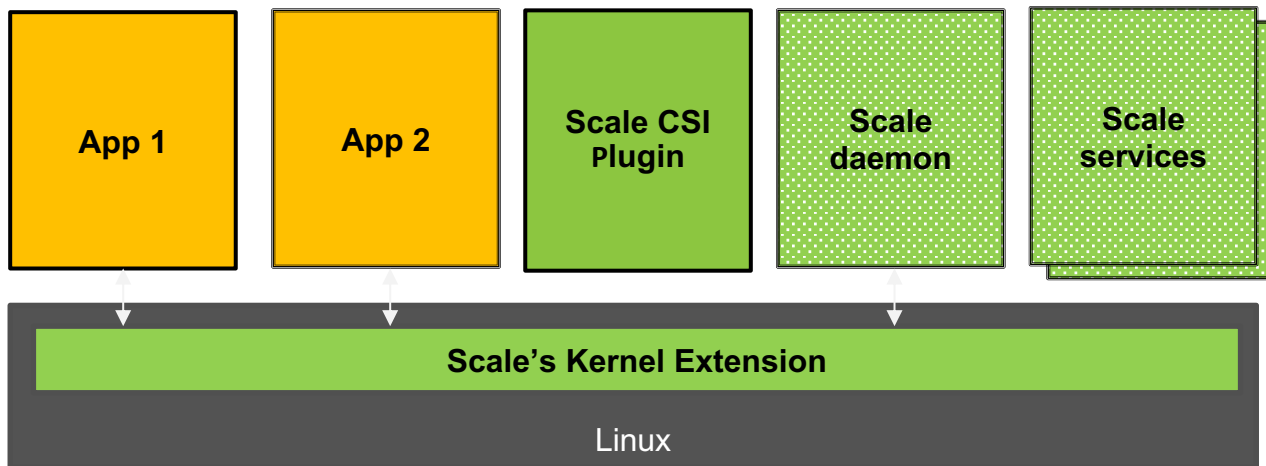 App 1
App 2
Scale CSI
Plugin
Scale
daemon
Scale
services
Scale's Kernel Extension
Linux